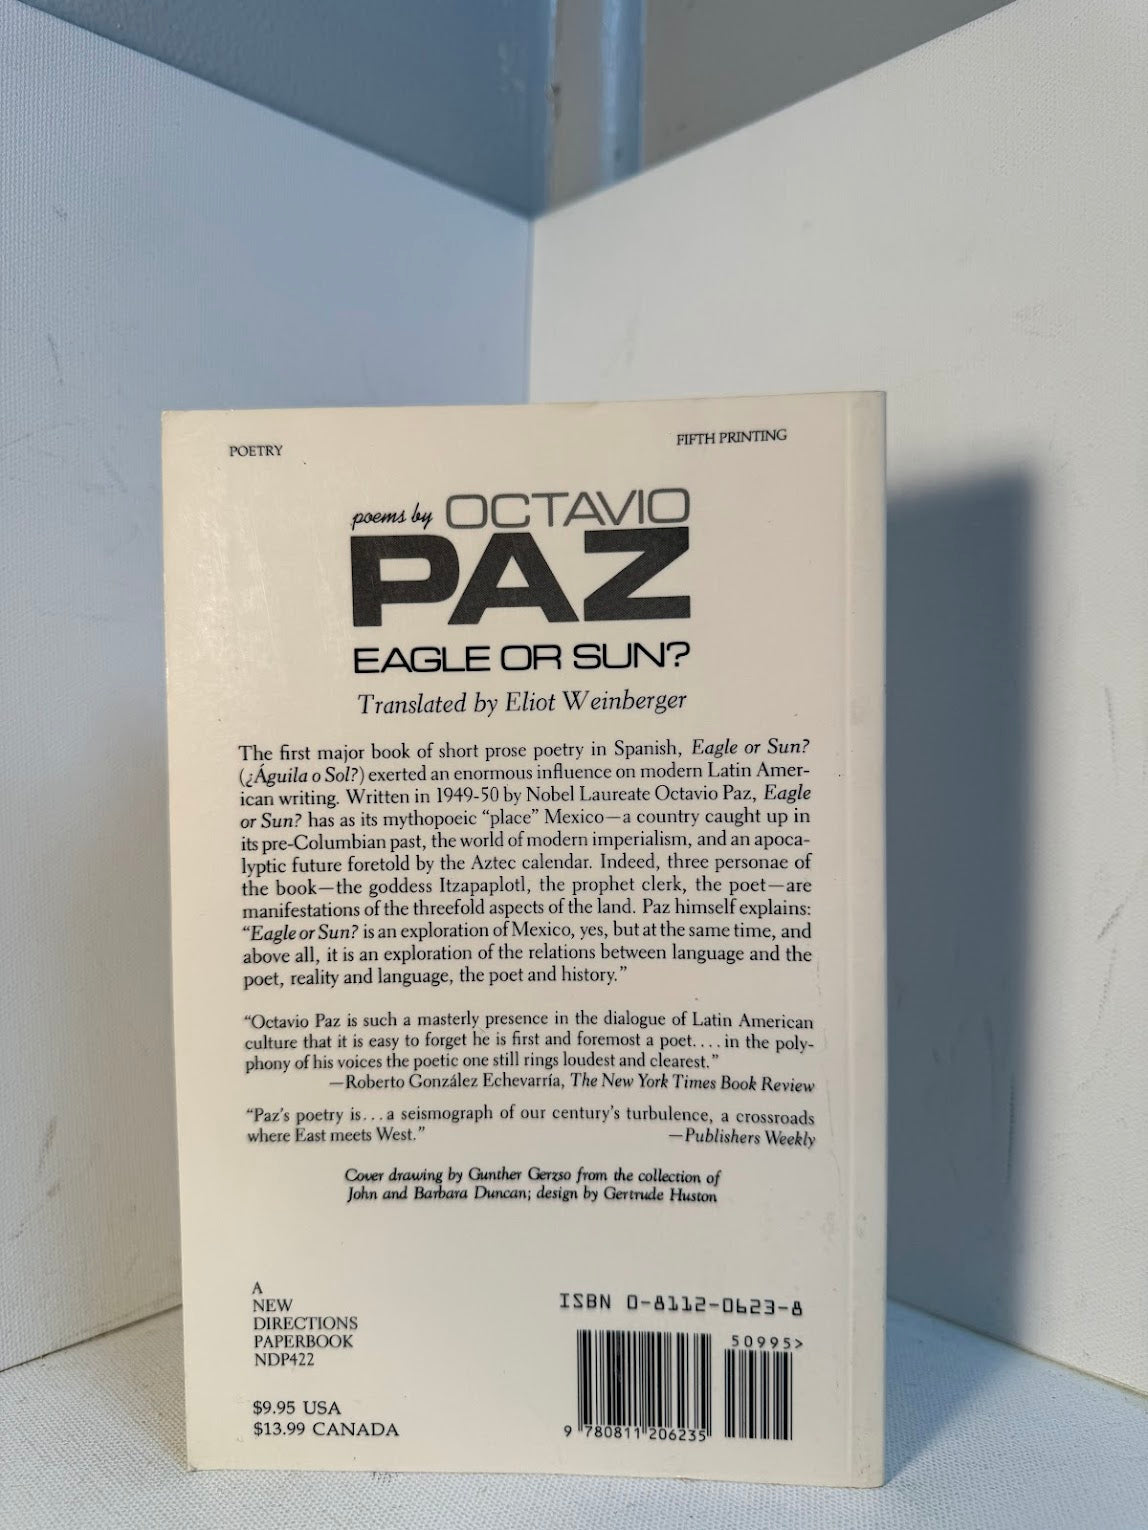 POETRY
FIFTH PRINTING
poems by OCTAVIO
PAZ
EAGLE OR SUN?
Translated by Eliot Weinberger
The first major book of short prose poetry in Spanish, Eagle or Sun?
(¿Águila o Sol?) exerted an enormous influence on modern Latin Amer-
ican writing. Written in 1949-50 by Nobel Laureate Octavio Paz, Eagle
or Sun? has as its mythopoeic “place” Mexico—a country caught up in
its pre-Columbian past, the world of modern imperialism, and an apoca-
lyptic future foretold by the Aztec calendar. Indeed, three personae of
the book—the goddess Itzapaplotl, the prophet clerk, the poet—are
manifestations of the threefold aspects of the land. Paz himself explains:
“Eagle or Sun? is an exploration of Mexico, yes, but at the same time, and
above all, it is an exploration of the relations between language and the
poet, reality and language, the poet and history.”
“Octavio Paz is such a masterly presence in the dialogue of Latin American
culture that it is easy to forget he is first and foremost a poet. . . . in the poly-
phony of his voices the poetic one still rings loudest and clearest.”
—Roberto González Echevarría, The New York Times Book Review
“Paz’s poetry is . . . a seismograph of our century’s turbulence, a crossroads
where East meets West.” —Publishers Weekly
Cover drawing by Gunther Gerzso from the collection of
John and Barbara Duncan; design by Gertrude Huston
A
NEW
DIRECTIONS
PAPERBOOK
NDP422
$9.95 USA
$13.99 CANADA
ISBN 0-8112-0623-8
50995>
9 780811 206235